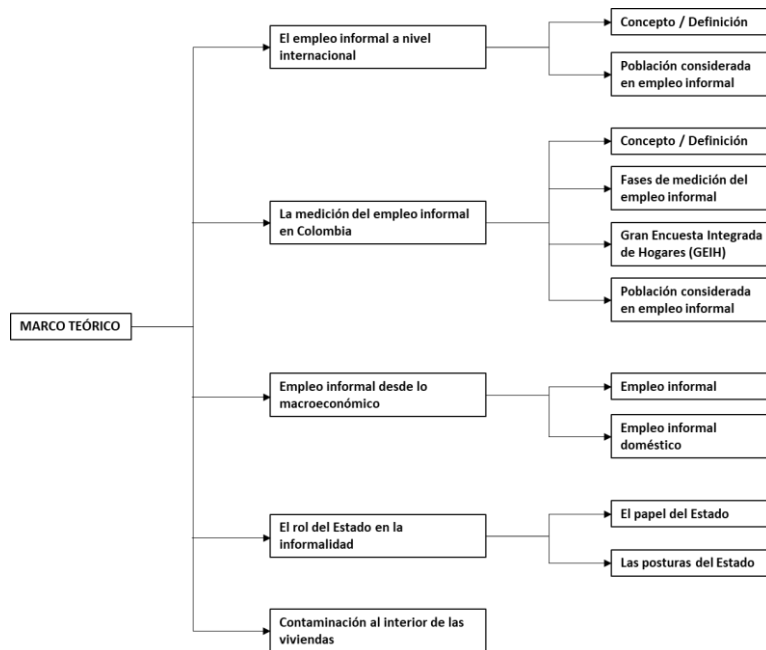 MARCO TEÓRICO
El empleo informal a nivel
internacional
Concepto / Definición
Población considerada
en empleo informal
La medición del empleo informal
en Colombia
Concepto / Definición
Fases de medición del
empleo informal
Gran Encuesta Integrada
de Hogares (GEIH)
Población considerada
en empleo informal
Empleo informal desde lo
macroeconómico
Empleo informal
Empleo informal
doméstico
El rol del Estado en la
informalidad
El papel del Estado
Las posturas del Estado
Contaminación al interior de las
viviendas